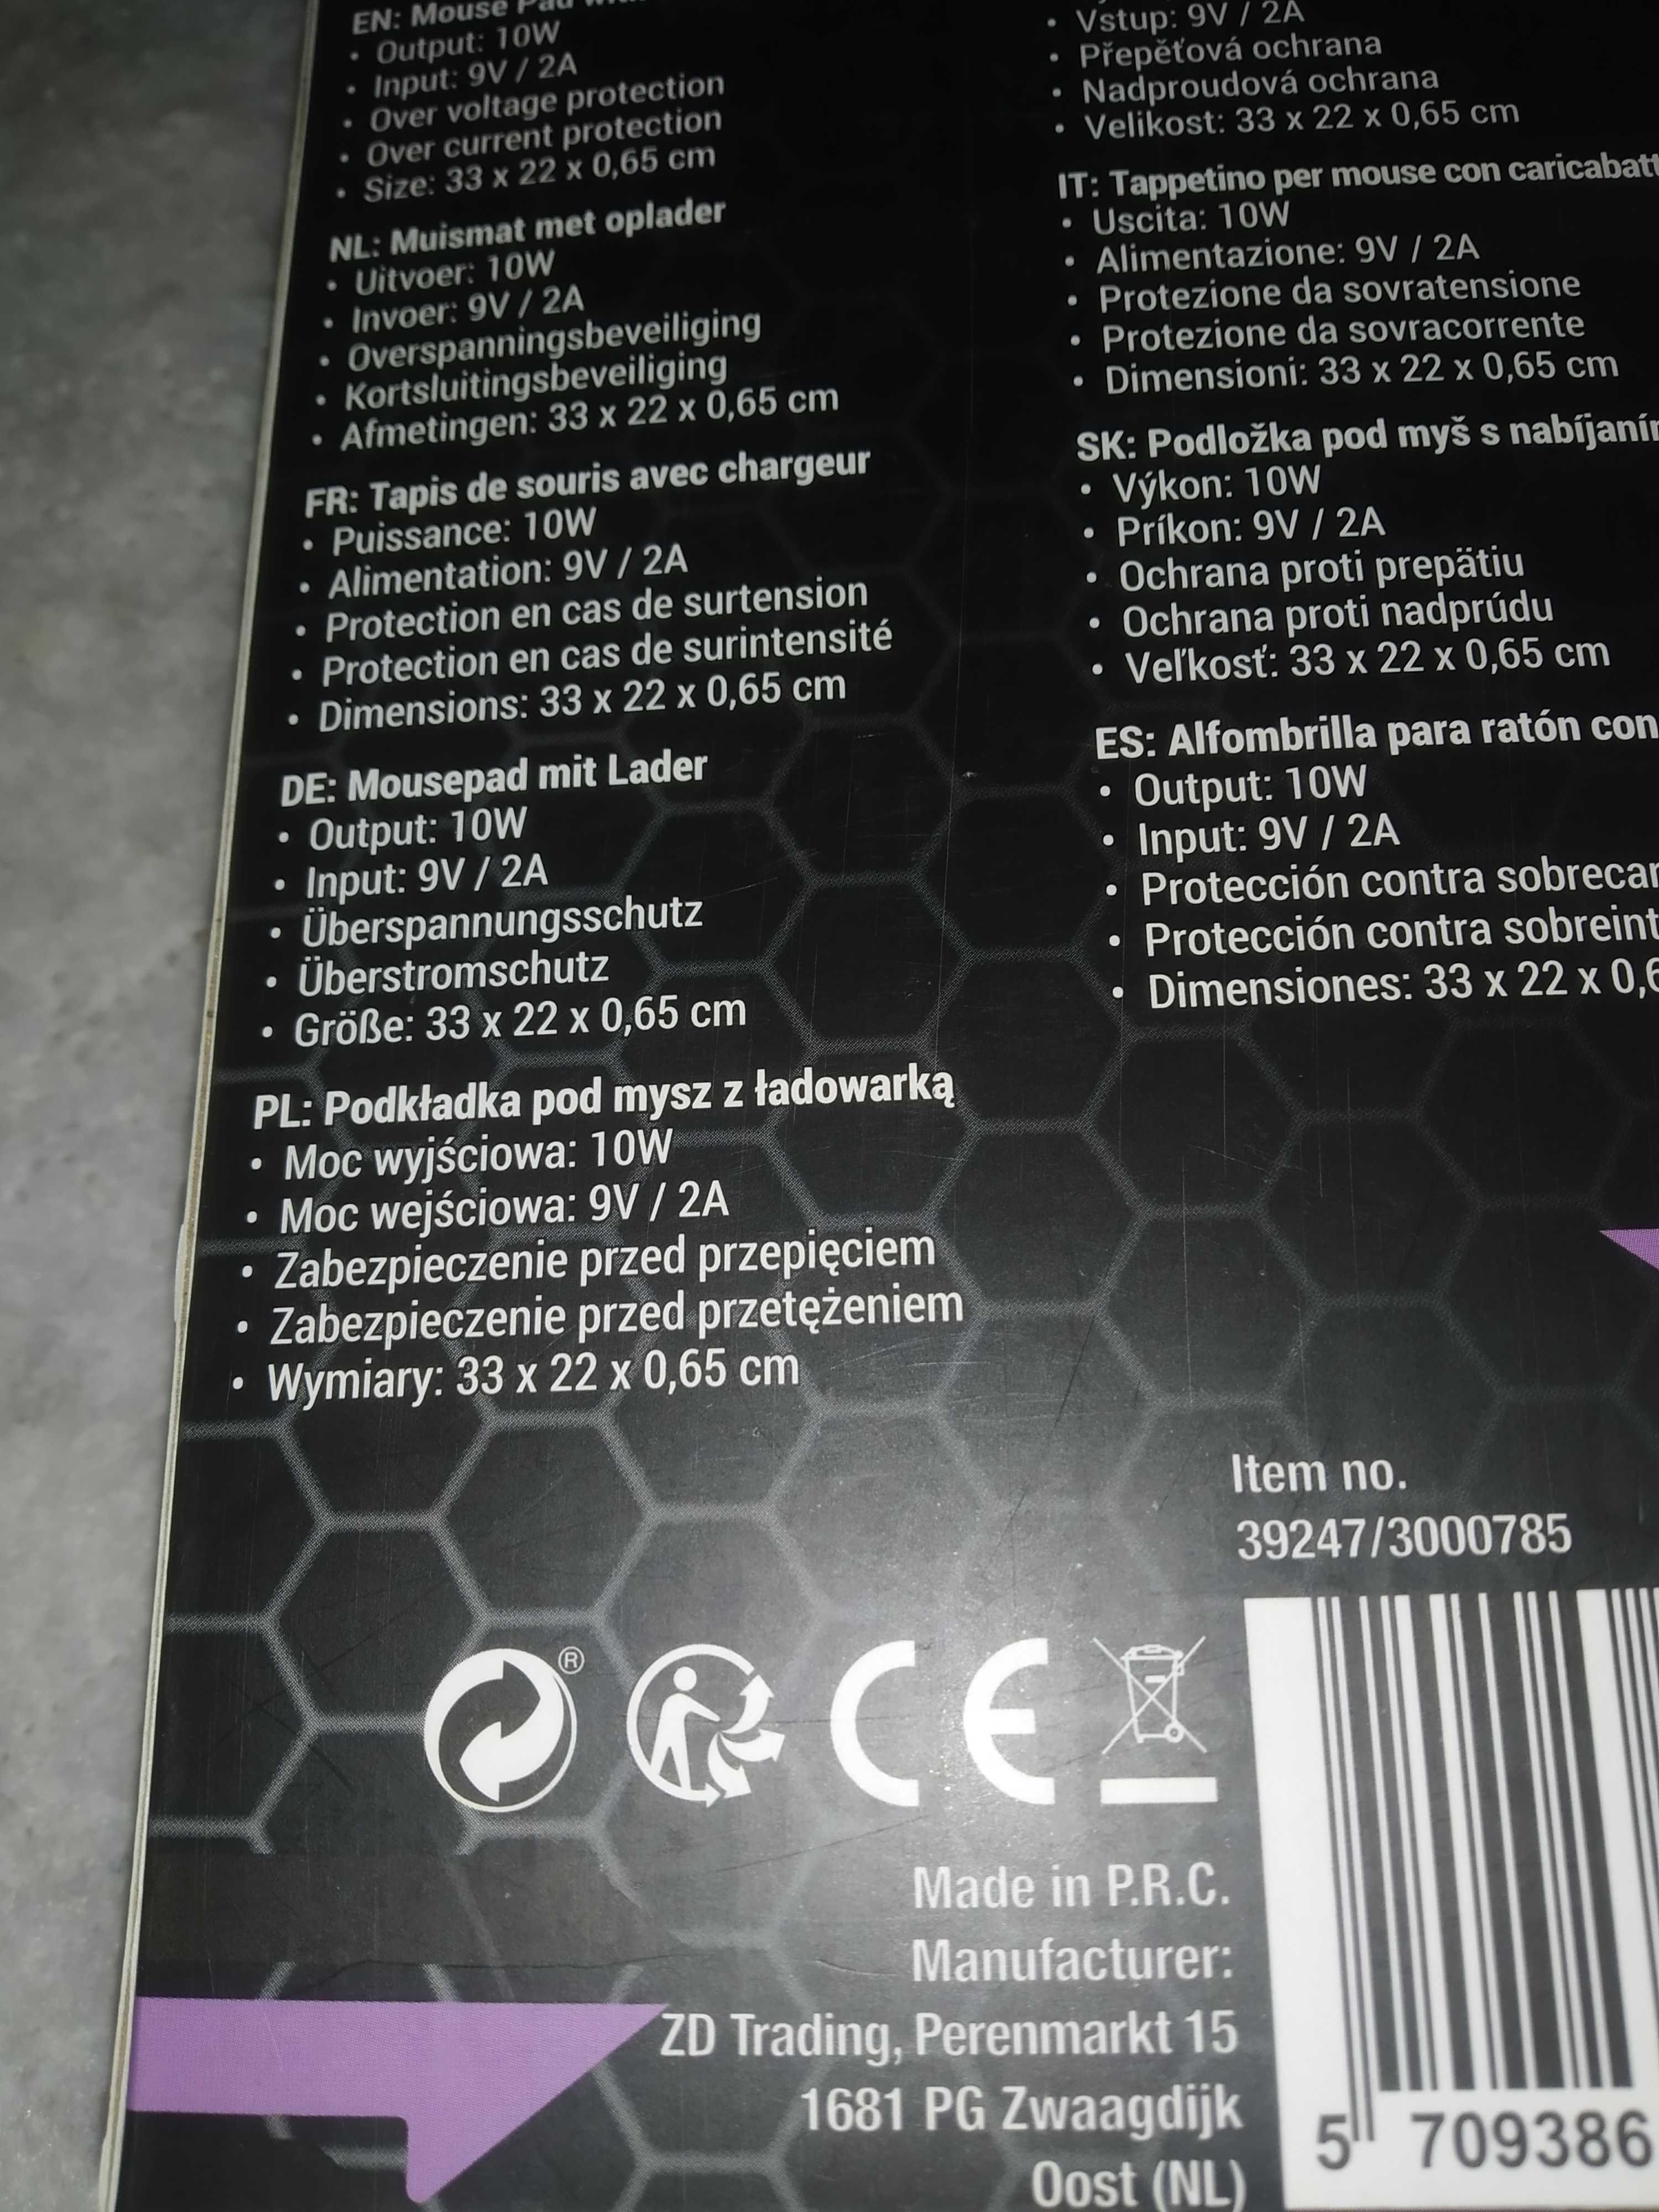 EN: Mouse Pad
• Output: 10W
• Input: 9V / 2A
• Over voltage protection
• Over current protection
• Size: 33 x 22 x 0,65 cm
NL: Muismat met oplader
• Uitvoer: 10W
• Invoer: 9V / 2A
• Overspanningsbeveiliging
• Kortsluitingsbeveiliging
• Afmetingen: 33 x 22 x 0,65 cm
FR: Tapis de souris avec chargeur
• Puissance: 10W
• Alimentation: 9V / 2A
• Protection en cas de surtension
• Protection en cas de surintensité
• Dimensions: 33 x 22 x 0,65 cm
DE: Mousepad mit Lader
• Output: 10W
• Input: 9V / 2A
• Überspannungsschutz
• Überstromschutz
• Größe: 33 x 22 x 0,65 cm
PL: Podkładka pod mysz z ładowarką
• Moc wyjściowa: 10W
• Moc wejściowa: 9V / 2A
• Zabezpieczenie przed przepięciem
• Zabezpieczenie przed przetężeniem
• Wymiary: 33 x 22 x 0,65 cm
• Vstup: 9V / 2A
• Přepěťová ochrana
• Nadproudová ochrana
• Velikost: 33 x 22 x 0,65 cm
IT: Tappetino per mouse con caricabatt
• Uscita: 10W
• Alimentazione: 9V / 2A
• Protezione da sovratensione
• Protezione da sovracorrente
• Dimensioni: 33 x 22 x 0,65 cm
SK: Podložka pod myš s nabíjaním
• Výkon: 10W
• Príkon: 9V / 2A
• Ochrana proti prepätiu
• Ochrana proti nadprúdu
• Veľkosť: 33 x 22 x 0,65 cm
ES: Alfombrilla para ratón con
• Output: 10W
• Input: 9V / 2A
• Protección contra sobrecar
• Protección contra sobreint
• Dimensiones: 33 x 22 x 0,6
Item no.
39247/3000785
®
CE
Made in P.R.C.
Manufacturer:
ZD Trading, Perenmarkt 15
1681 PG Zwaagdijk
Oost (NL)
5 709386